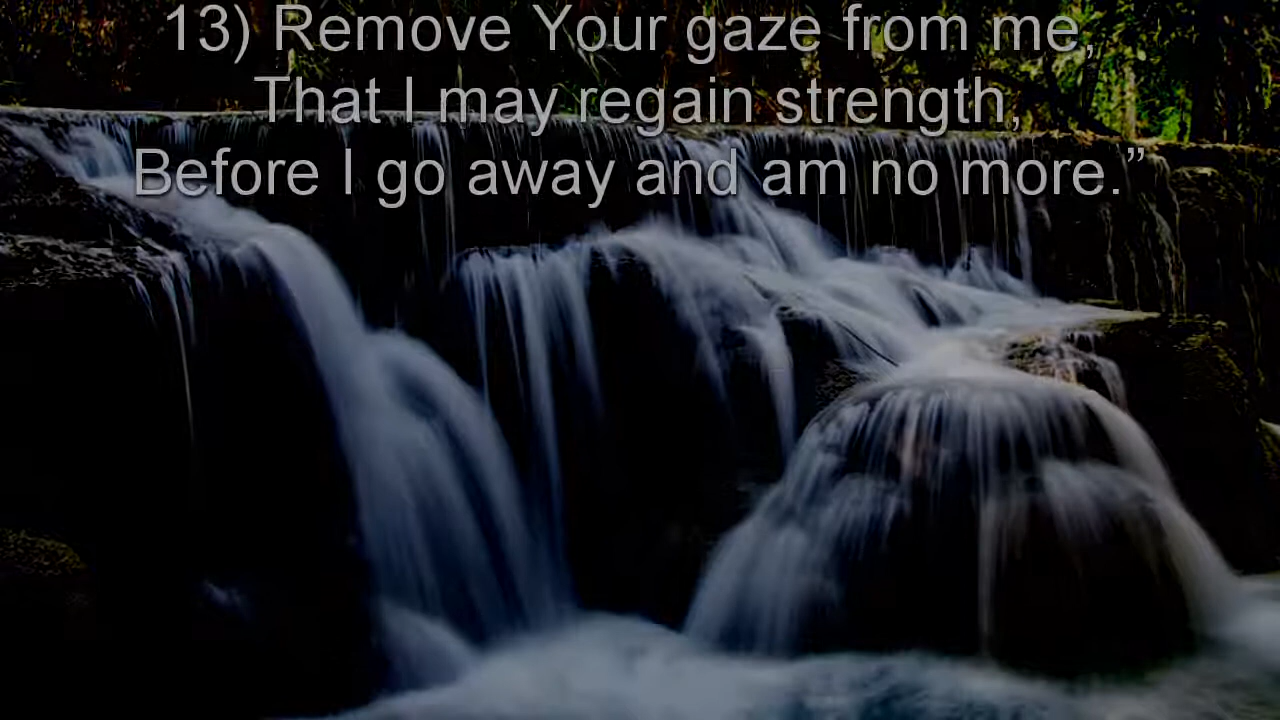 13) Remove Your gaze from me,
That I may regain strength,
Before I go away and am no more.”